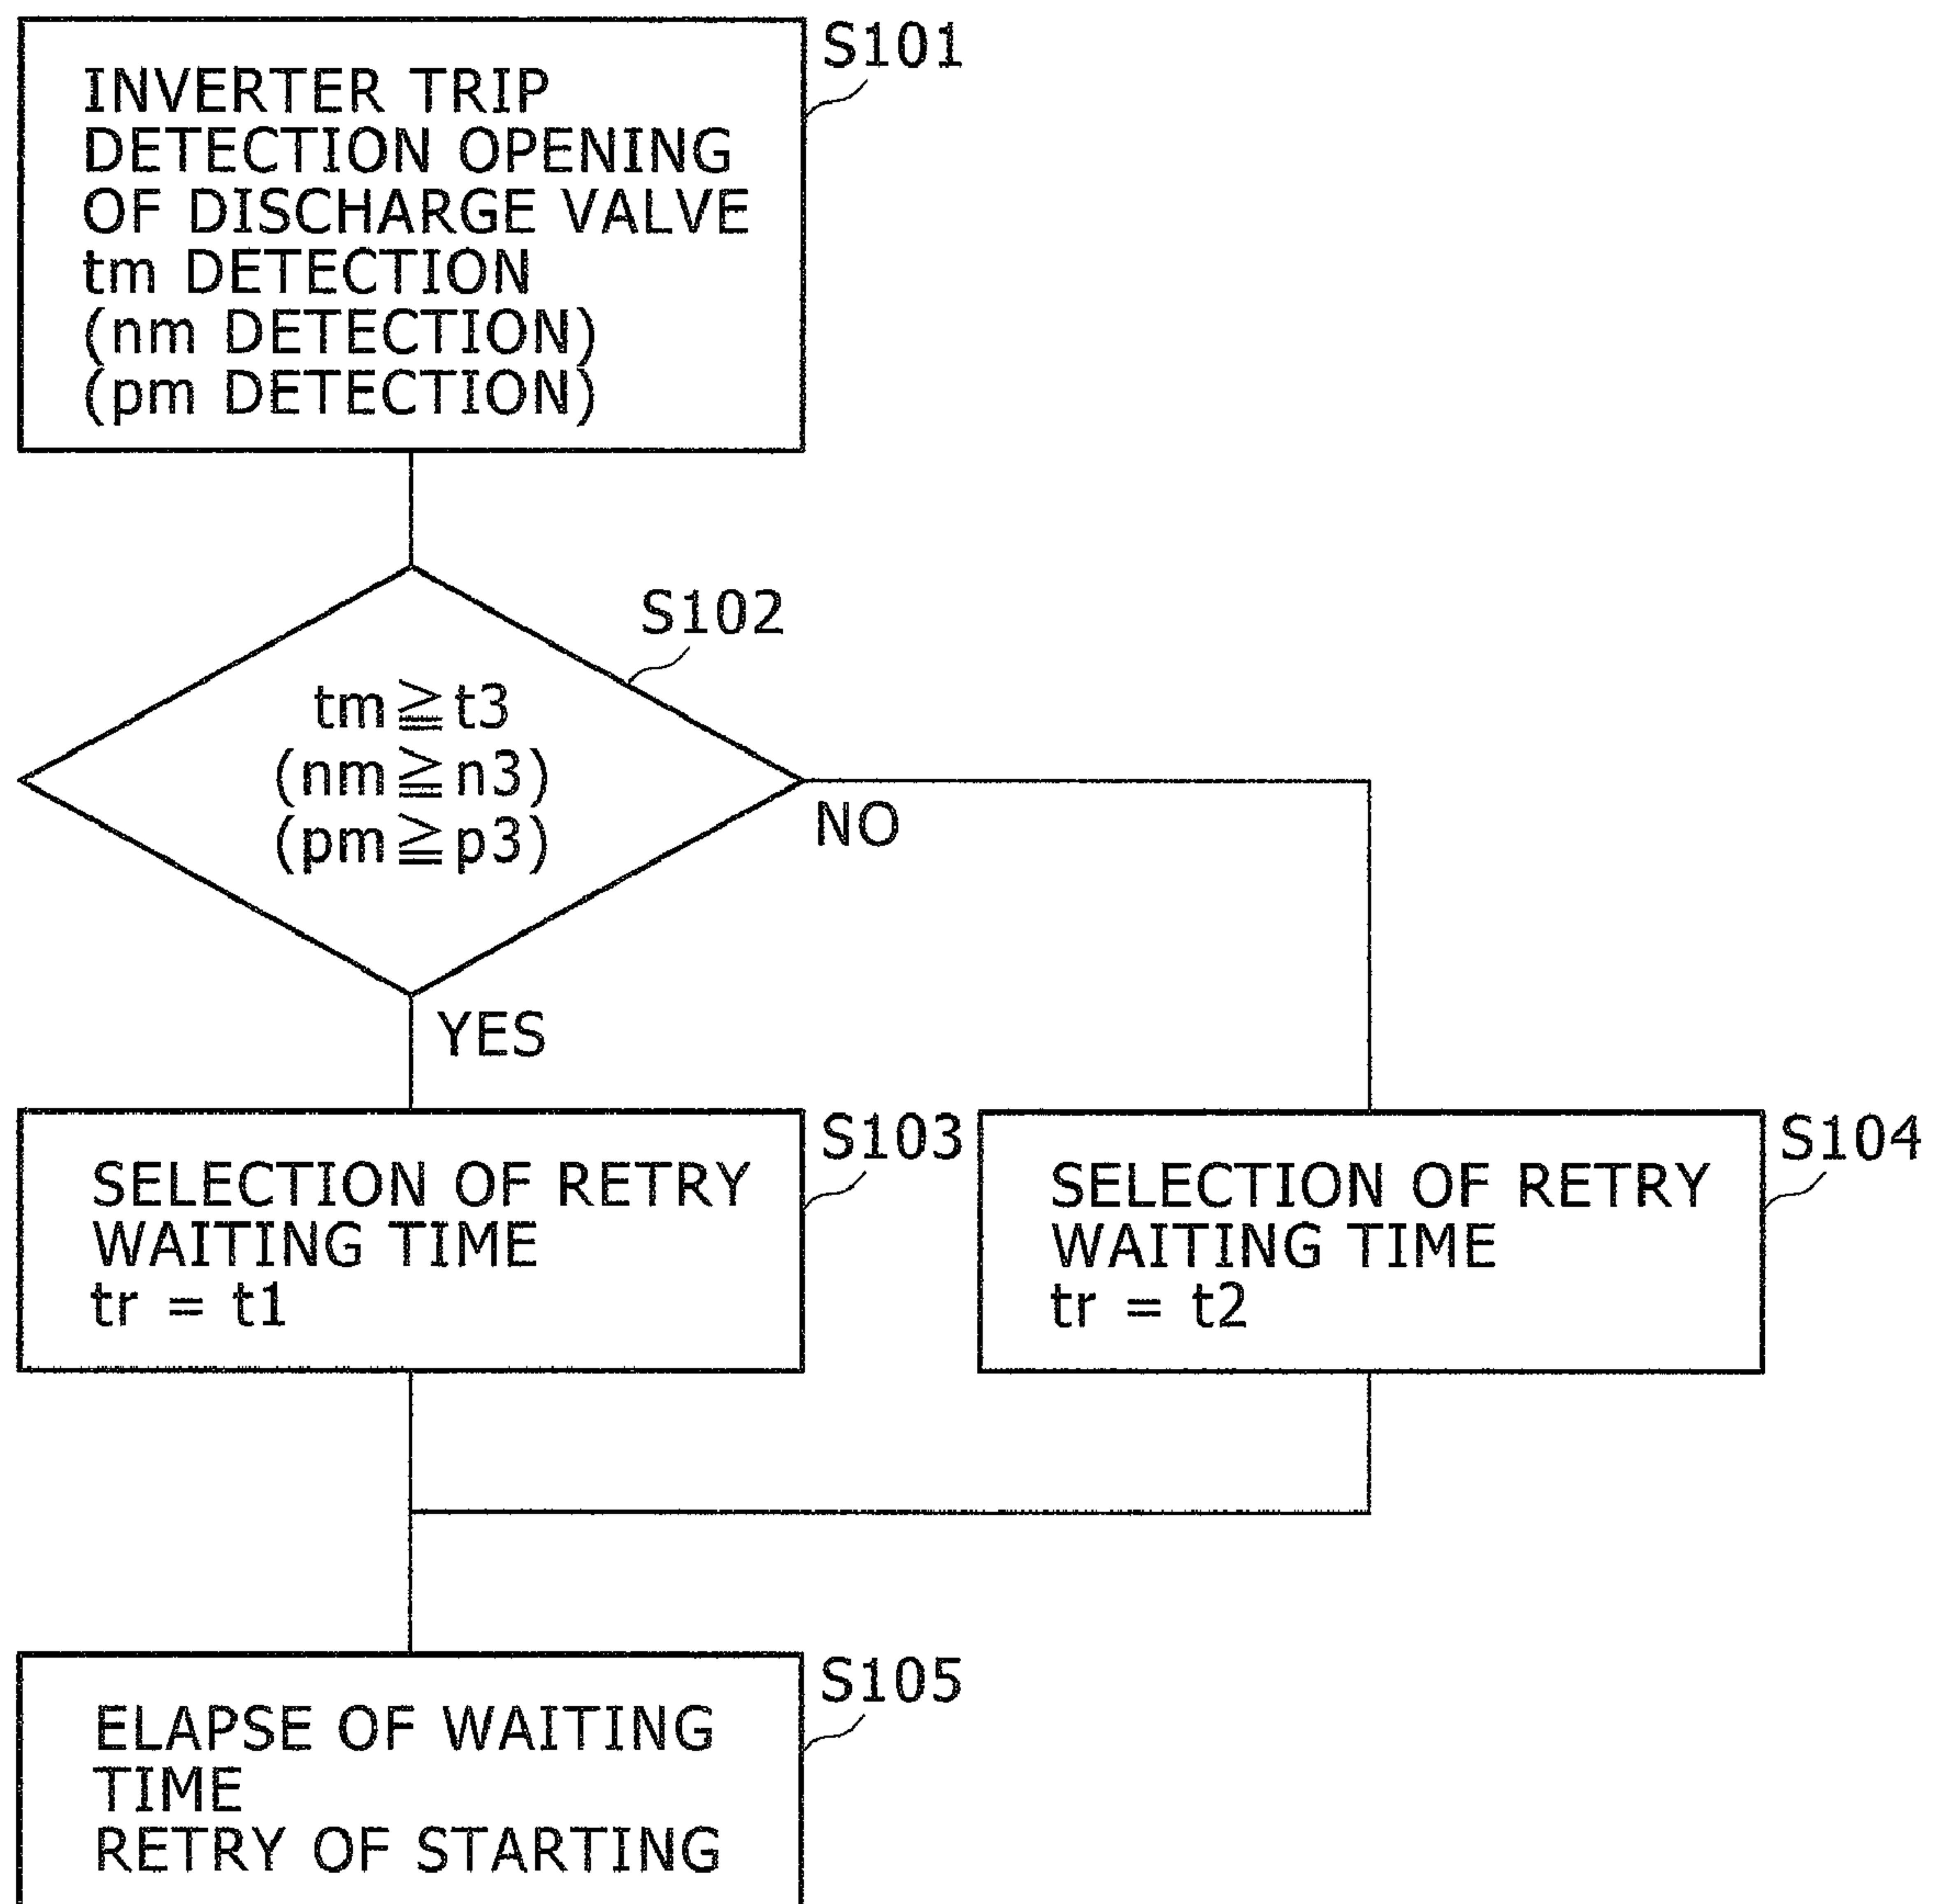 S101
INVERTER TRIP
DETECTION OPENING
OF DISCHARGE VALVE
tm DETECTION
(nm DETECTION)
(pm DETECTION)
S102
tm≧t3
(nm≧n3)
(pm≧p3)
NO
YES
S103
SELECTION OF RETRY
WAITING TIME
tr = t1
S104
SELECTION OF RETRY
WAITING TIME
tr = t2
S105
ELAPSE OF WAITING
TIME
RETRY OF STARTING